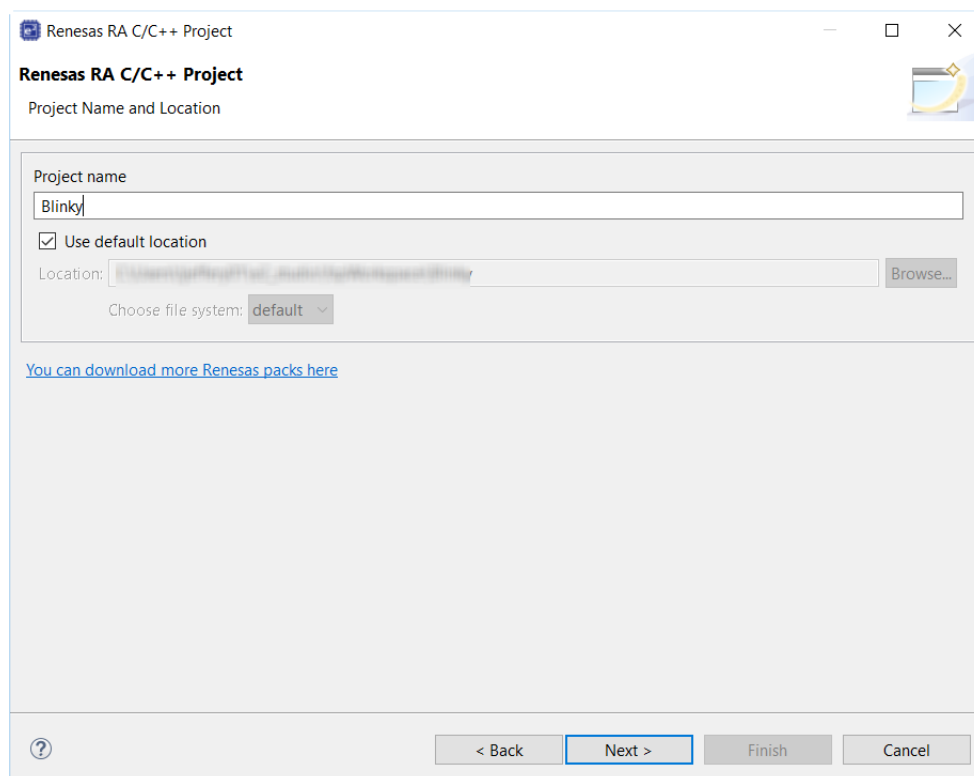 Renesas RA C/C++ Project
Renesas RA C/C++ Project
Project Name and Location
Project name
Blinky
Use default location
Location:
Browse...
Choose file system: default
You can download more Renesas packs here
? < Back Next > Finish Cancel